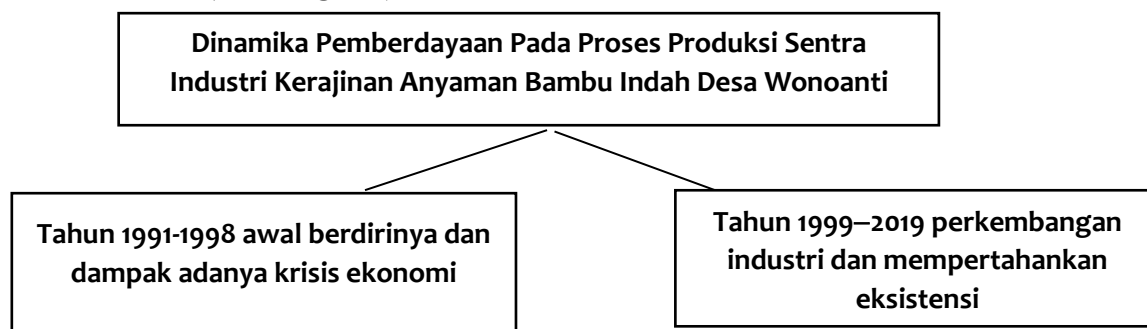 Dinamika Pemberdayaan Pada Proses Produksi Sentra
Industri Kerajinan Anyaman Bambu Indah Desa Wonoanti
Tahun 1991-1998 awal berdirinya dan
dampak adanya krisis ekonomi
Tahun 1999–2019 perkembangan
industri dan mempertahankan
eksistensi